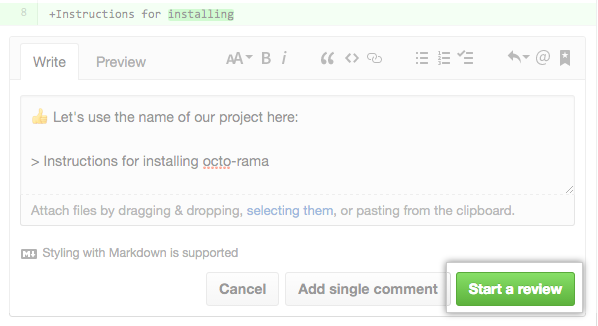 8 +Instructions for installing
Write Preview AA B i
👍 Let's use the name of our project here:
> Instructions for installing octo-rama
Attach files by dragging & dropping, selecting them, or pasting from the clipboard.
M Styling with Markdown is supported
Cancel Add single comment Start a review